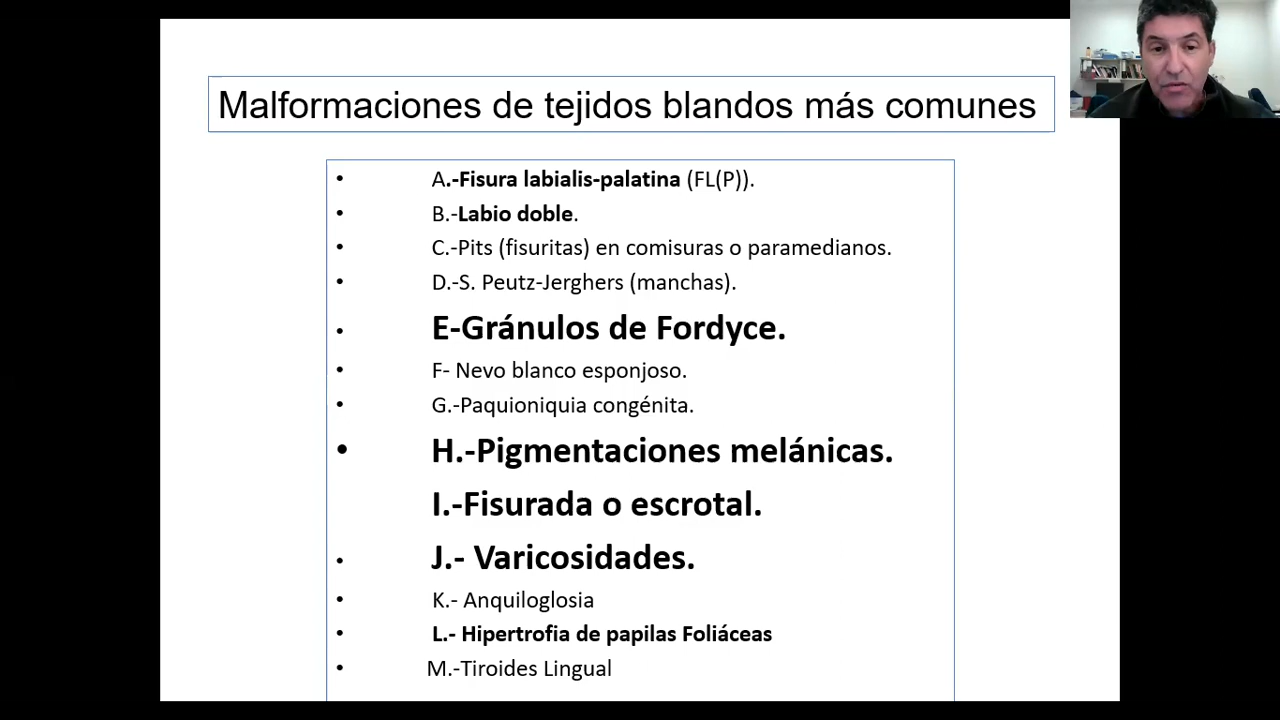 Malformaciones de tejidos blandos más comunes
• A.-Fisura labialis-palatina (FL(P)).
• B.-Labio doble.
• C.-Pits (fisuritas) en comisuras o paramedianos.
• D.-S. Peutz-Jerghers (manchas).
• E-Gránulos de Fordyce.
• F- Nevo blanco esponjoso.
• G.-Paquioniquia congénita.
• H.-Pigmentaciones melánicas.
I.-Fisurada o escrotal.
• J.- Varicosidades.
• K.- Anquiloglosia
• L.- Hipertrofia de papilas Foliáceas
• M.-Tiroides Lingual